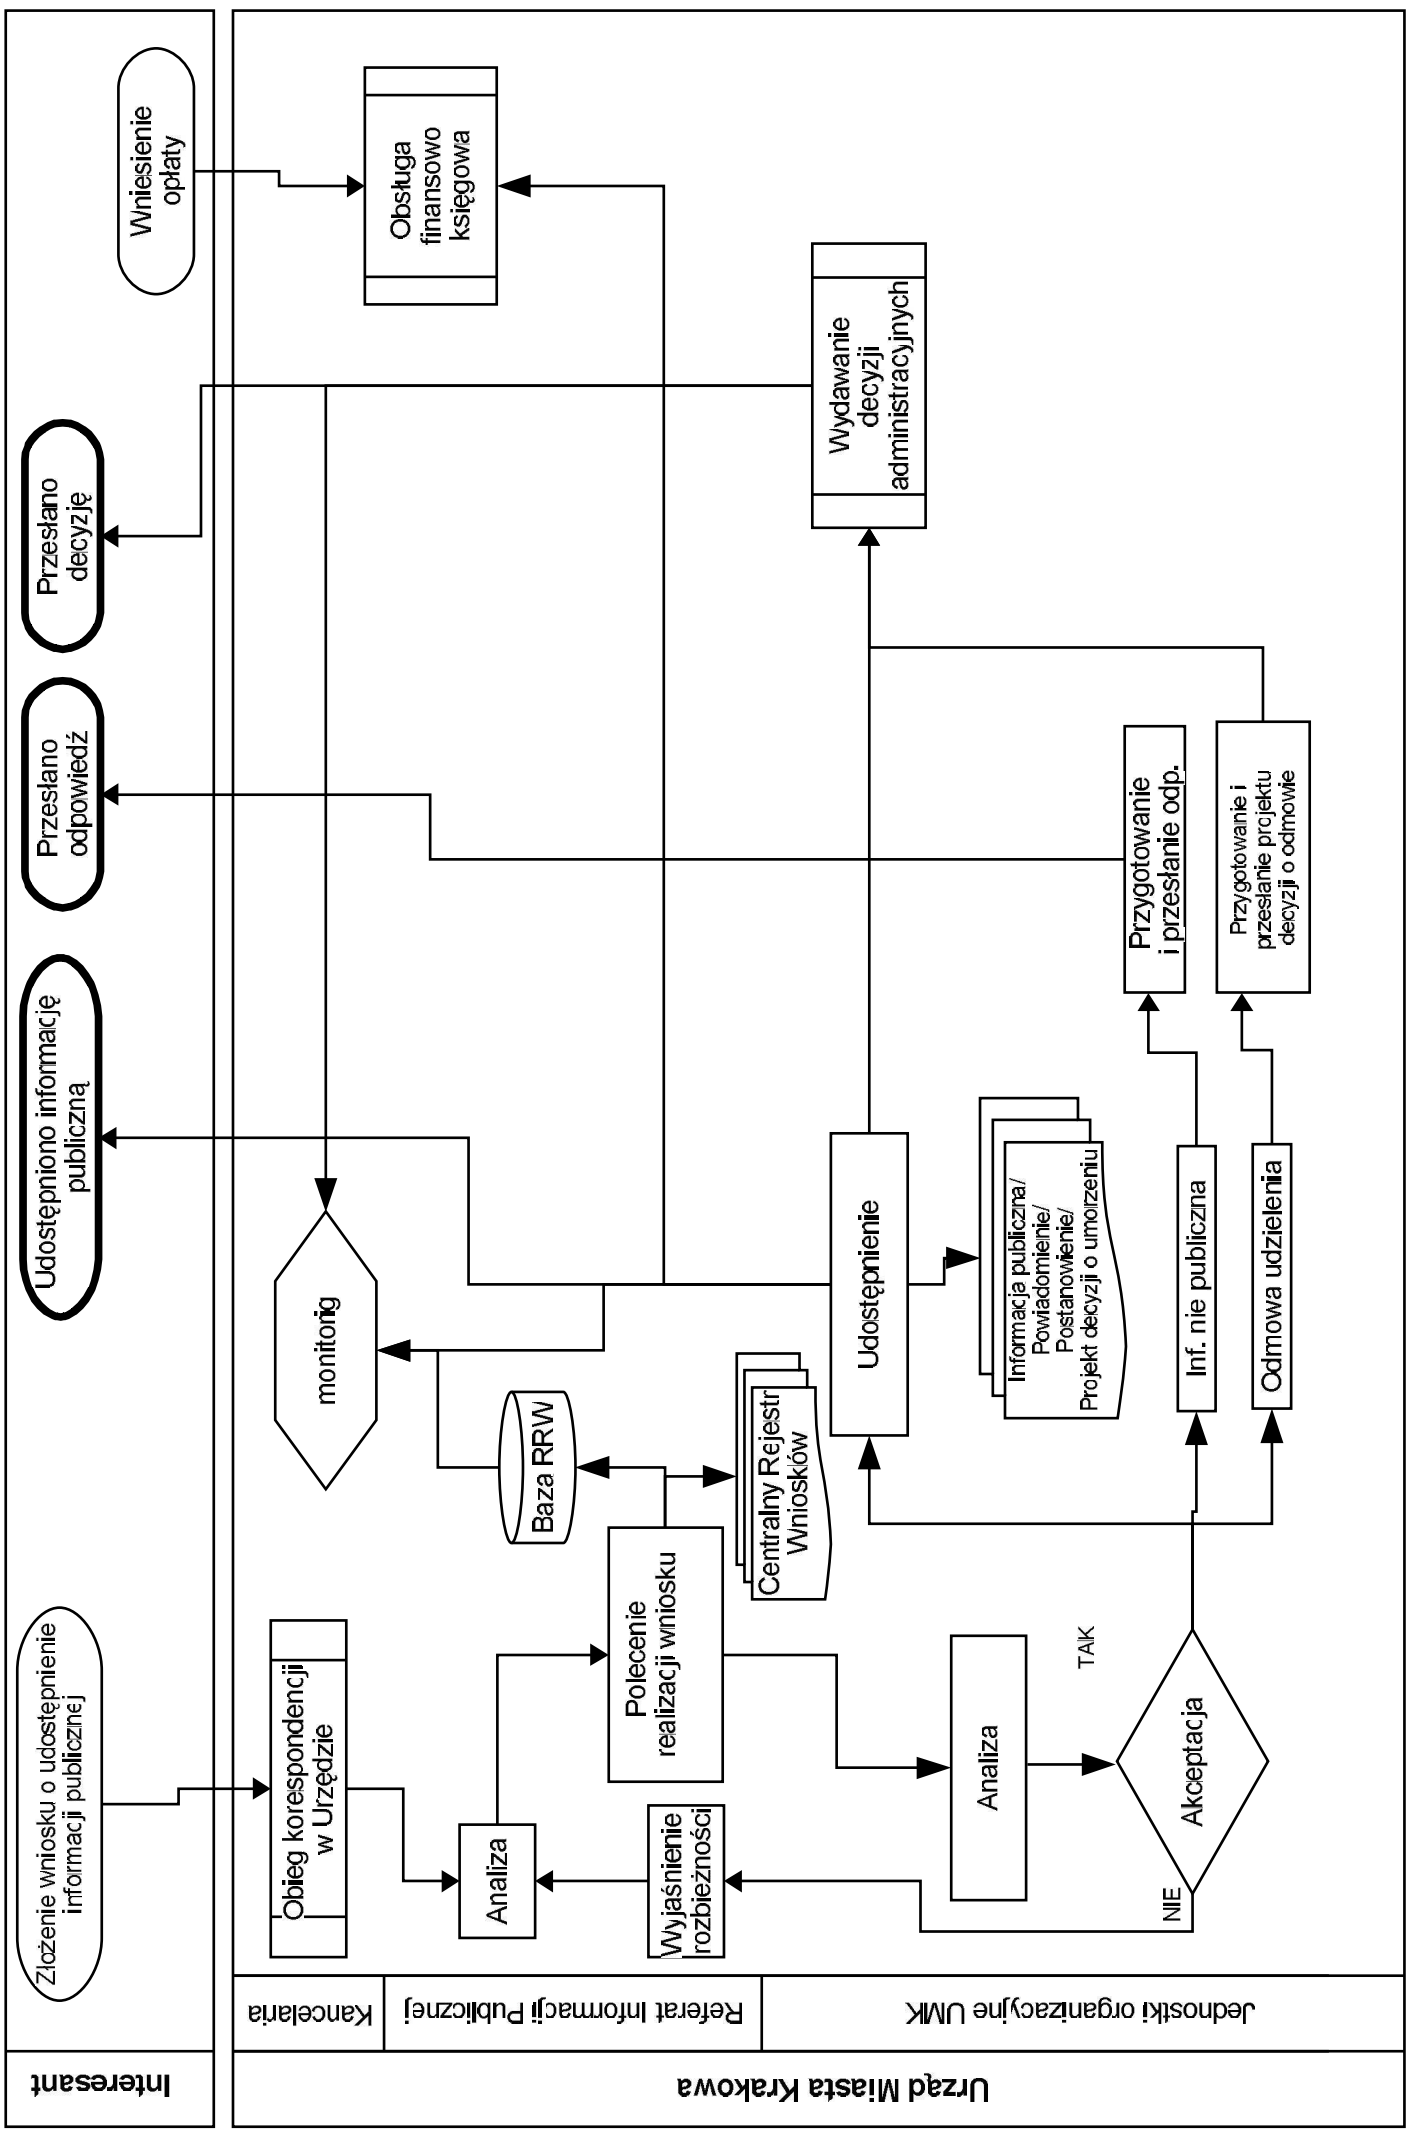 Interesant
Złożenie wniosku o udostępnienie
informacji publicznej
Udostępniono informację
publiczną
Przesłano
odpowiedź
Przesłano
decyzję
Wniesienie
opłaty
Urząd Miasta Krakowa
Kancelaria
Obieg korespondencji
w Urzędzie
monitorig
Obsługa
finansowo
księgowa
Referat Informacji Publicznej
Analiza
Wyjaśnienie
rozbieżności
Polecenie
realizacji wniosku
Baza RRW
Centralny Rejestr
Wniosków
Jednostki organizacyjne UMK
Analiza
Akceptacja
NIE
TAK
Udostępnienie
Informacja publiczna/
Powiadomienie/
Postanowienie/
Projekt decyzji o umorzeniu
Inf. nie publiczna
Odmowa udzielenia
Przygotowanie
i przesłanie odp.
Przygotowanie i
przesłanie projektu
decyzji o odmowie
Wydawanie
decyzji
administracyjnych